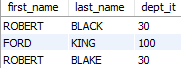 first_name last_name dept_it
ROBERT BLACK 30
FORD KING 100
ROBERT BLAKE 30